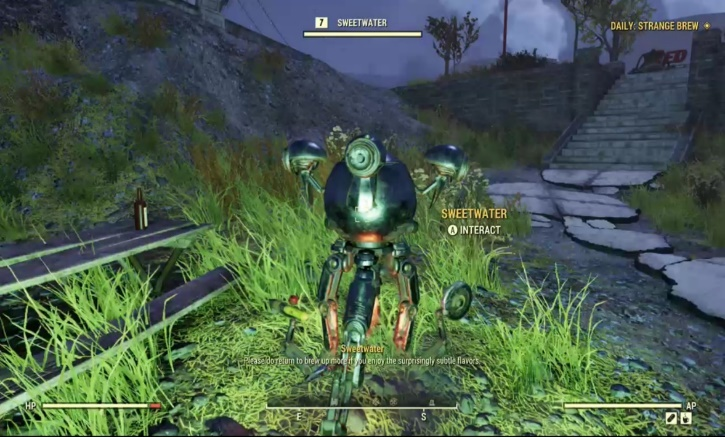 7 SWEETWATER
DAILY: STRANGE BREW
SWEETWATER
A INTERACT
Sweetwater
Please do return to brew up more if you enjoy the surprisingly subtle flavors.
HP
E
S
AP